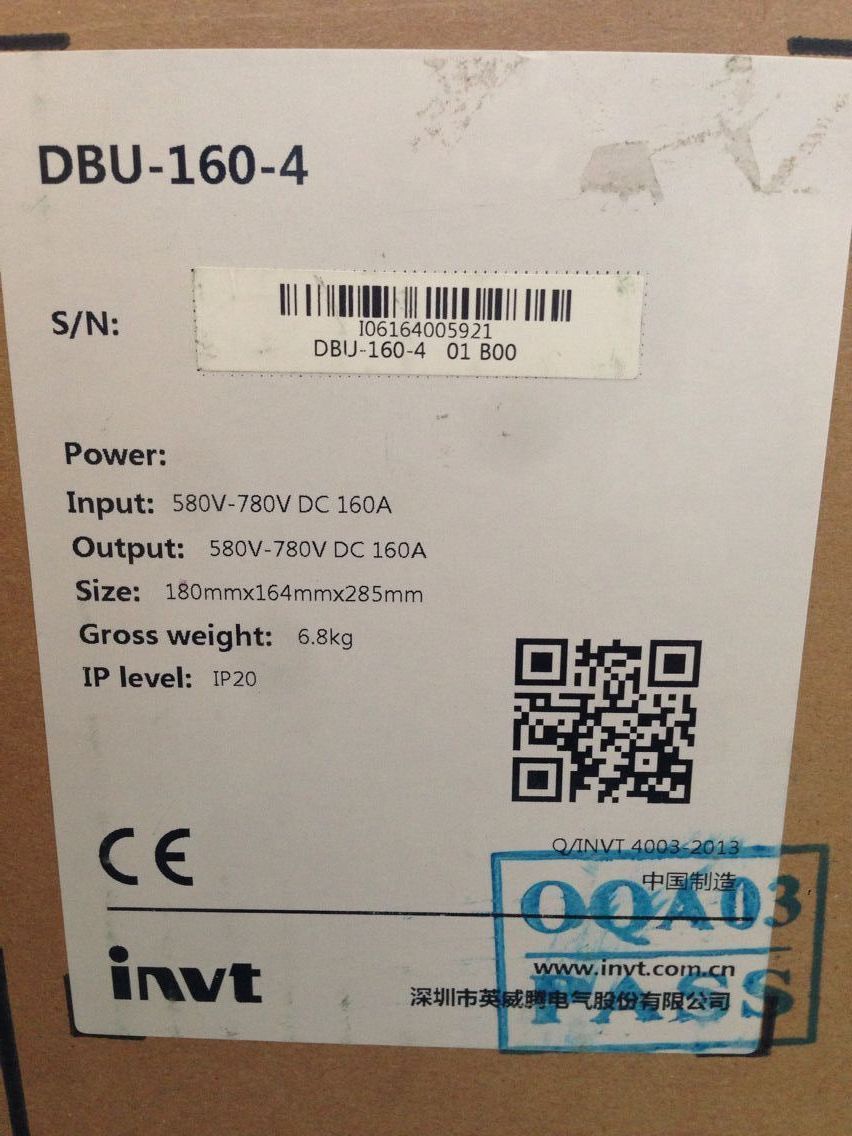 DBU-160-4
S/N:
I06164005921
DBU-160-4 01 B00
Power:
Input: 580V-780V DC 160A
Output: 580V-780V DC 160A
Size: 180mmx164mmx285mm
Gross weight: 6.8kg
IP level: IP20
CE
Q/INVT 4003-2013
中国制造
OQA03
invt
www.invt.com.cn
深圳市英威腾电气股份有限公司
PASS